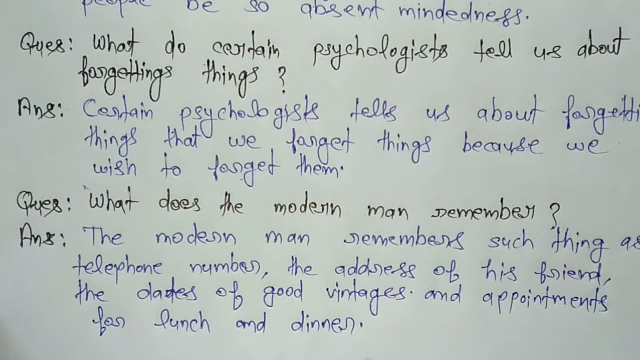 people be so absent mindedness.
Ques: What do certain psychologists tell us about
forgettings things?
Ans: Certain psychologists tells us about forgetti
things that we forget things because we
wish to forget them.
Ques: What does the modern man remember?
Ans: The modern man remembers such thing as
telephone number, the address of his friend,
the dates of good vintages. and appointments
for lunch and dinner.